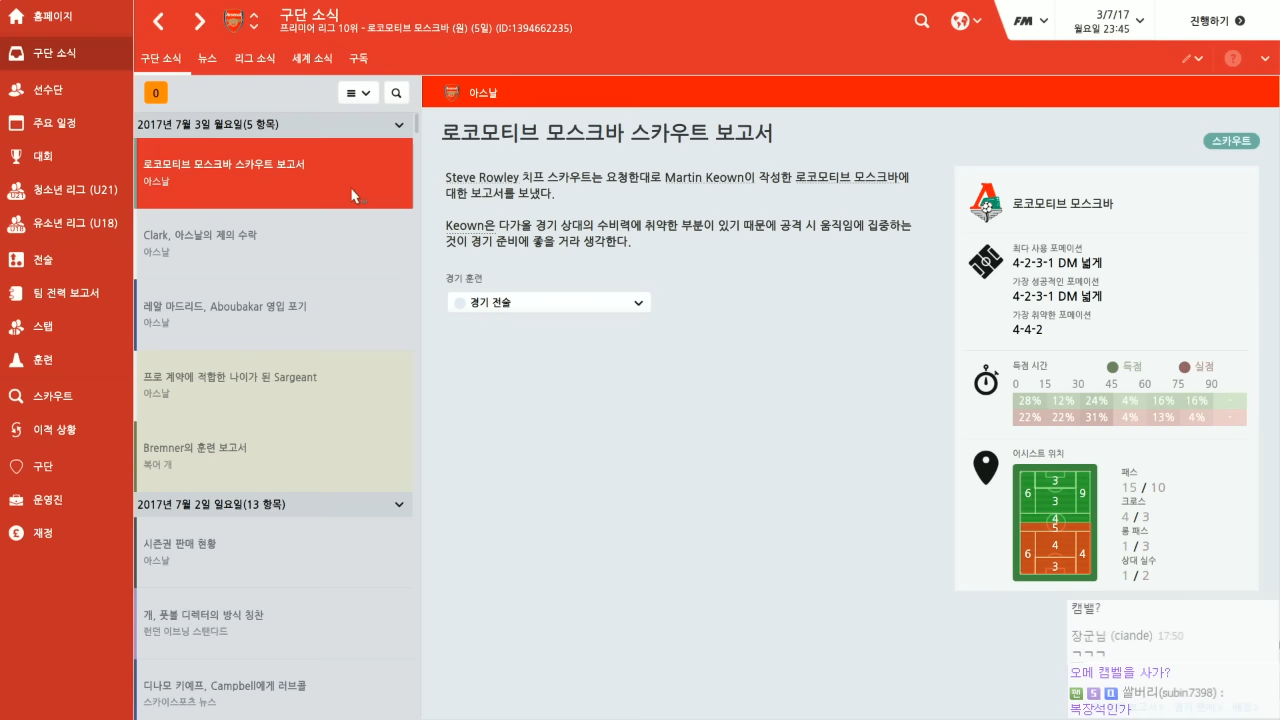 홈페이지
구단 소식
선수단
주요 일정
대회
청소년 리그 (U21)
유소년 리그 (U18)
전술
팀 전력 보고서
스탭
훈련
스카우트
이적 상황
구단
운영진
재정
구단 소식
프리미어 리그 10위 - 로코모티브 모스크바 (원) (5일) (ID:1394662235)
FM
3/7/17
월요일 23:45
진행하기
구단 소식 뉴스 리그 소식 세계 소식 구독
0
2017년 7월 3일 월요일(5 항목)
로코모티브 모스크바 스카우트 보고서
아스날
Clark, 아스날의 제의 수락
아스날
레알 마드리드, Aboubakar 영입 포기
아스날
프로 계약에 적합한 나이가 된 Sargeant
아스날
Bremner의 훈련 보고서
복어 개
2017년 7월 2일 일요일(13 항목)
시즌권 판매 현황
아스날
개, 풋볼 디렉터의 방식 칭찬
런던 이브닝 스탠다드
디나모 키예프, Campbell에게 러브콜
스카이스포츠 뉴스
아스날
로코모티브 모스크바 스카우트 보고서
스카우트
Steve Rowley 치프 스카우트는 요청한대로 Martin Keown이 작성한 로코모티브 모스크바에
대한 보고서를 보냈다.
Keown은 다가올 경기 상대의 수비력에 취약한 부분이 있기 때문에 공격 시 움직임에 집중하는
것이 경기 준비에 좋을 거라 생각한다.
경기 훈련
경기 전술
로코모티브 모스크바
최다 사용 포메이션
4-2-3-1 DM 넓게
가장 성공적인 포메이션
4-2-3-1 DM 넓게
가장 취약한 포메이션
4-4-2
득점 시간 득점 실점
0 15 30 45 60 75 90
28% 12% 24% 4% 16% 16% -
22% 22% 31% 4% 13% 4% -
어시스트 위치
3
6 3 9
4
5
6 4 4
3
패스
15 / 10
크로스
4 / 3
롱 패스
1 / 3
상대 실수
1 / 2
캠밸?
장군님 (ciande) 17:50
ㄱㄱㄱ
오메 캠벨을 사가?
쌀버리(subin7398) :
복장석인가